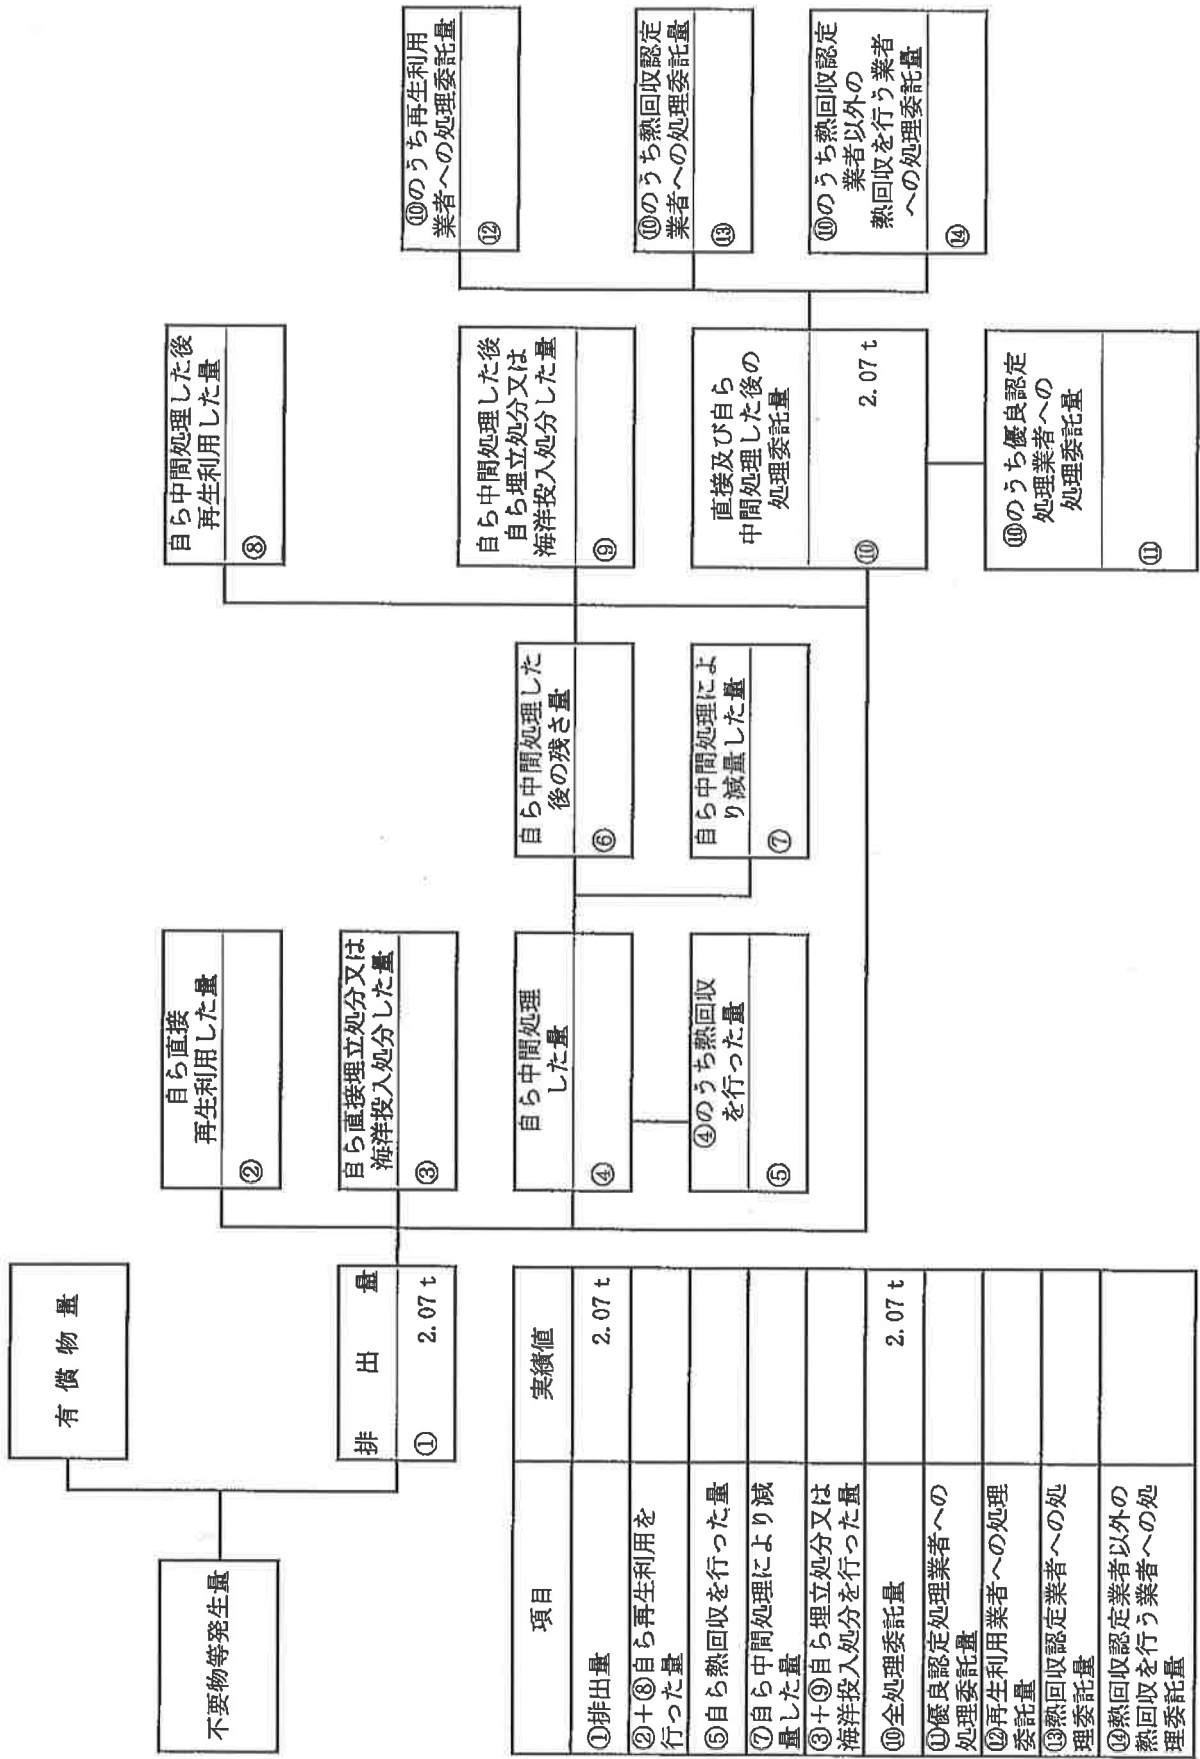 不要物等発生量
有償物量
排出量
① 2.07 t
自ら直接
再生利用した量
②
自ら直接埋立処分又は
海洋投入処分した量
③
自ら中間処理
した量
④
④のうち熱回収
を行った量
⑤
自ら中間処理した
後の残さ量
⑥
自ら中間処理によ
り減量した量
⑦
自ら中間処理した後
再生利用した量
⑧
自ら中間処理した後
自ら埋立処分又は
海洋投入処分した量
⑨
直接及び自ら
中間処理した後の
処理委託量
⑩ 2.07 t
⑩のうち優良認定
処理業者への
処理委託量
⑪
⑩のうち再生利用
業者への処理委託量
⑫
⑩のうち熱回収認定
業者への処理委託量
⑬
⑩のうち熱回収認定
業者以外の
熱回収を行う業者
への処理委託量
⑭
項目 実績値
①排出量 2.07 t
②+⑧自ら再生利用を
行った量
⑤自ら熱回収を行った量
⑦自ら中間処理により減
量した量
③+⑨自ら埋立処分又は
海洋投入処分を行った量
⑩全処理委託量 2.07 t
⑪優良認定処理業者への
処理委託量
⑫再生利用業者への処理
委託量
⑬熱回収認定業者への処
理委託量
⑭熱回収認定業者以外の
熱回収を行う業者への処
理委託量